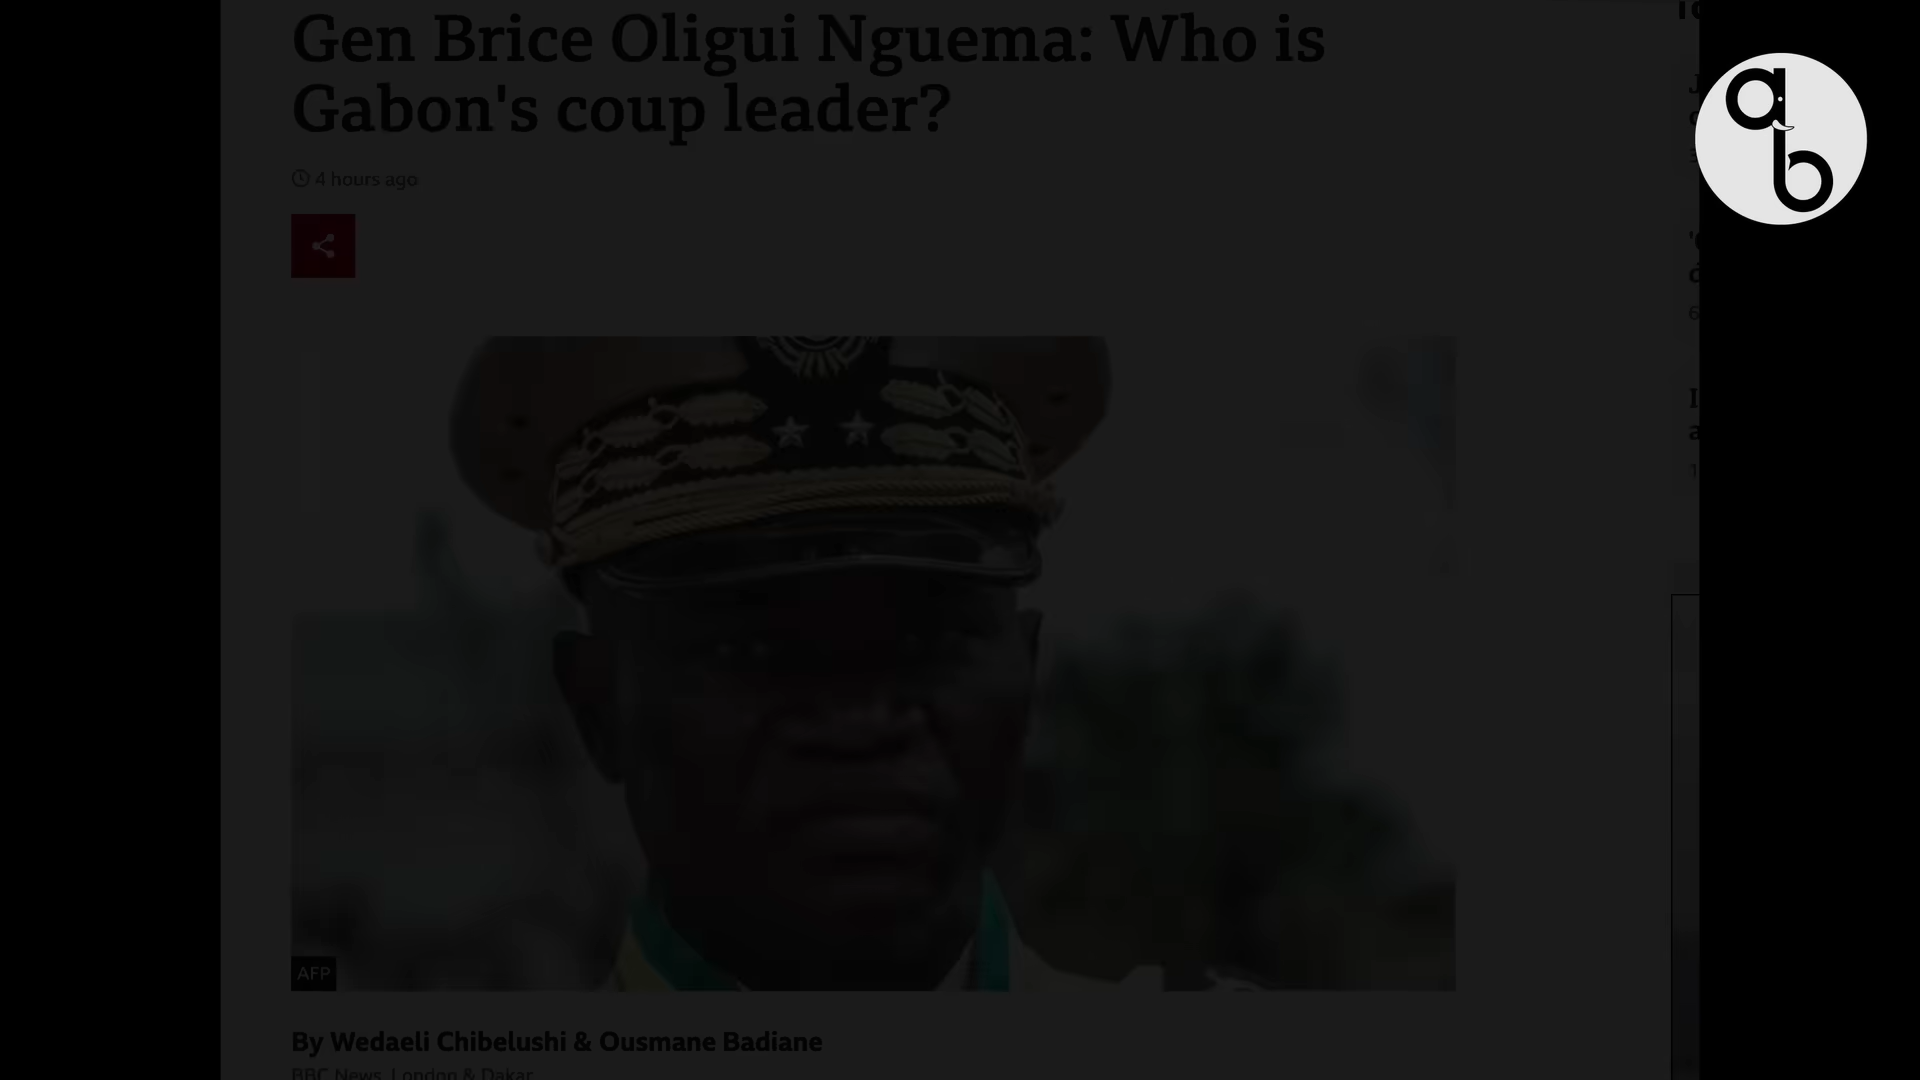 Gen Brice Oligui Nguema: Who is
Gabon's coup leader?
4 hours ago
AFP
By Wedaeli Chibelushi & Ousmane Badiane
BBC News, London & Dakar
ab